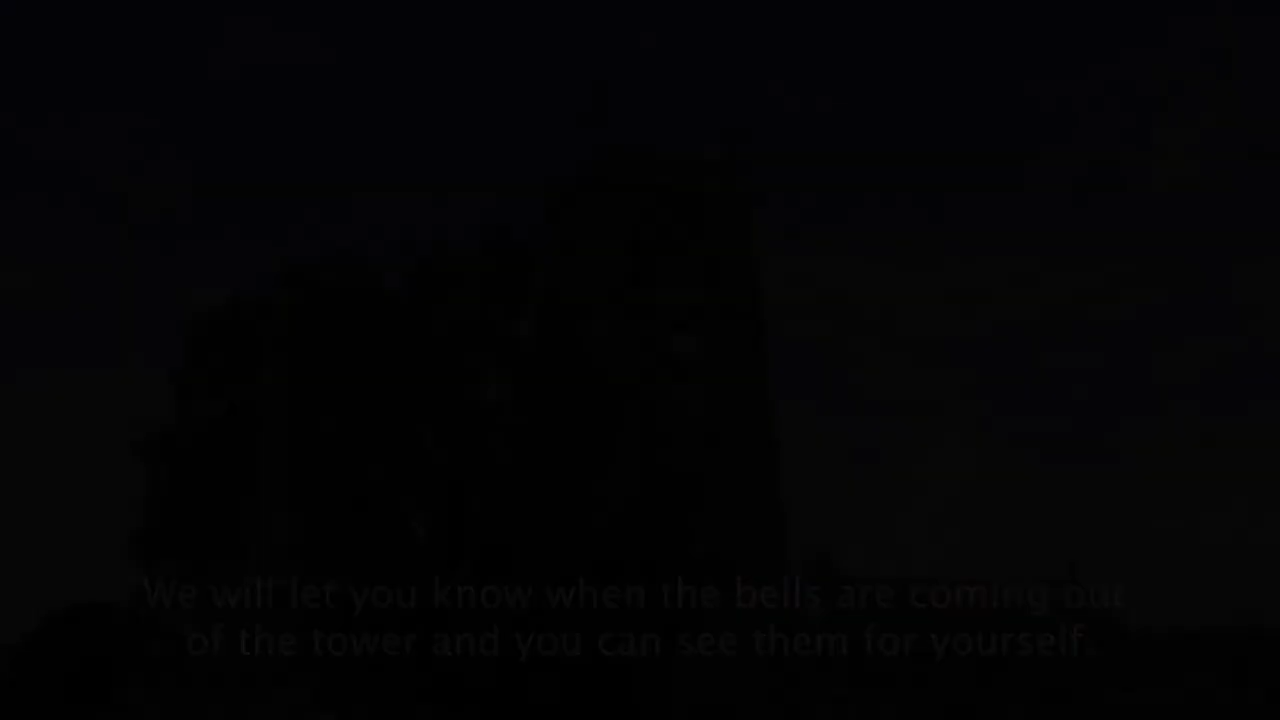 We will let you know when the bells are coming out
of the tower and you can see them for yourself.